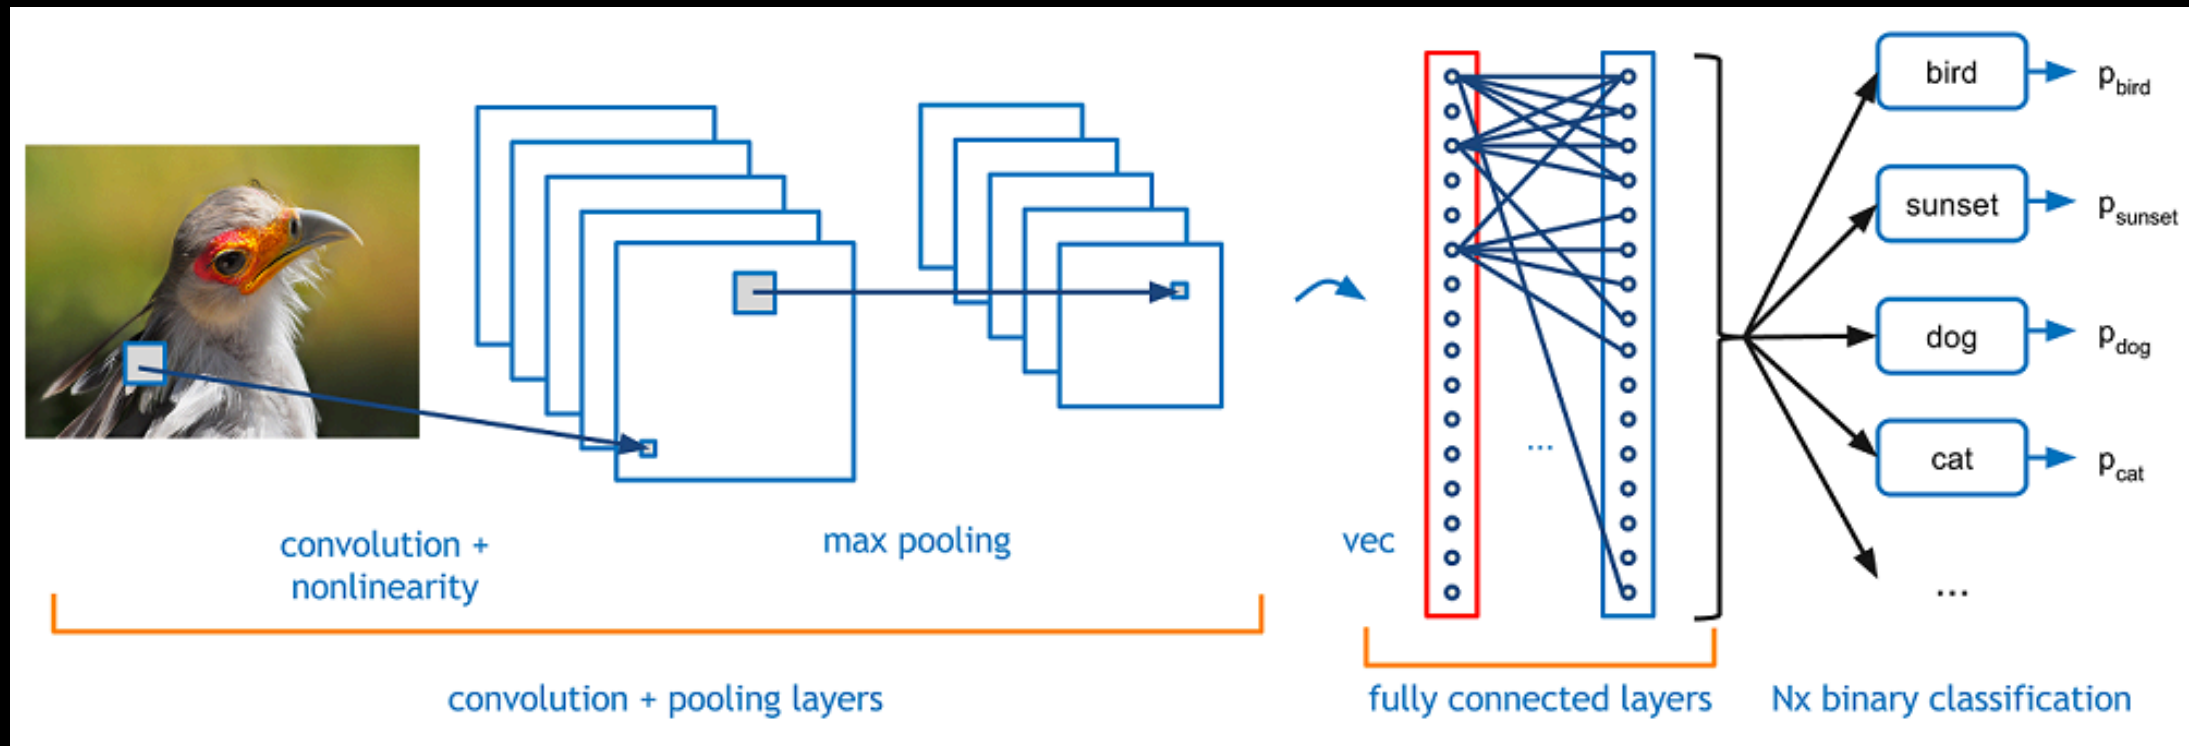 convolution +
nonlinearity
max pooling
vec
...
bird
p_bird
sunset
p_sunset
dog
p_dog
cat
p_cat
...
convolution + pooling layers
fully connected layers
Nx binary classification